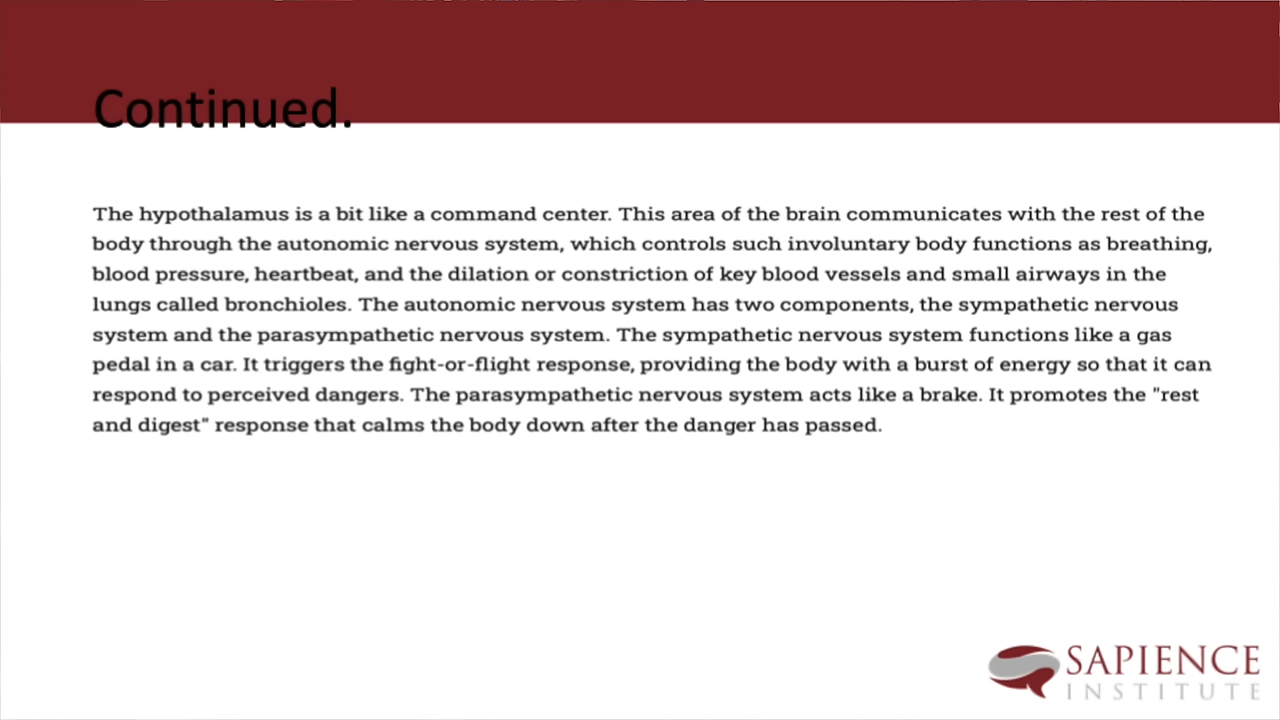 Continued.
The hypothalamus is a bit like a command center. This area of the brain communicates with the rest of the
body through the autonomic nervous system, which controls such involuntary body functions as breathing,
blood pressure, heartbeat, and the dilation or constriction of key blood vessels and small airways in the
lungs called bronchioles. The autonomic nervous system has two components, the sympathetic nervous
system and the parasympathetic nervous system. The sympathetic nervous system functions like a gas
pedal in a car. It triggers the fight-or-flight response, providing the body with a burst of energy so that it can
respond to perceived dangers. The parasympathetic nervous system acts like a brake. It promotes the "rest
and digest" response that calms the body down after the danger has passed.
SAPIENCE
INSTITUTE